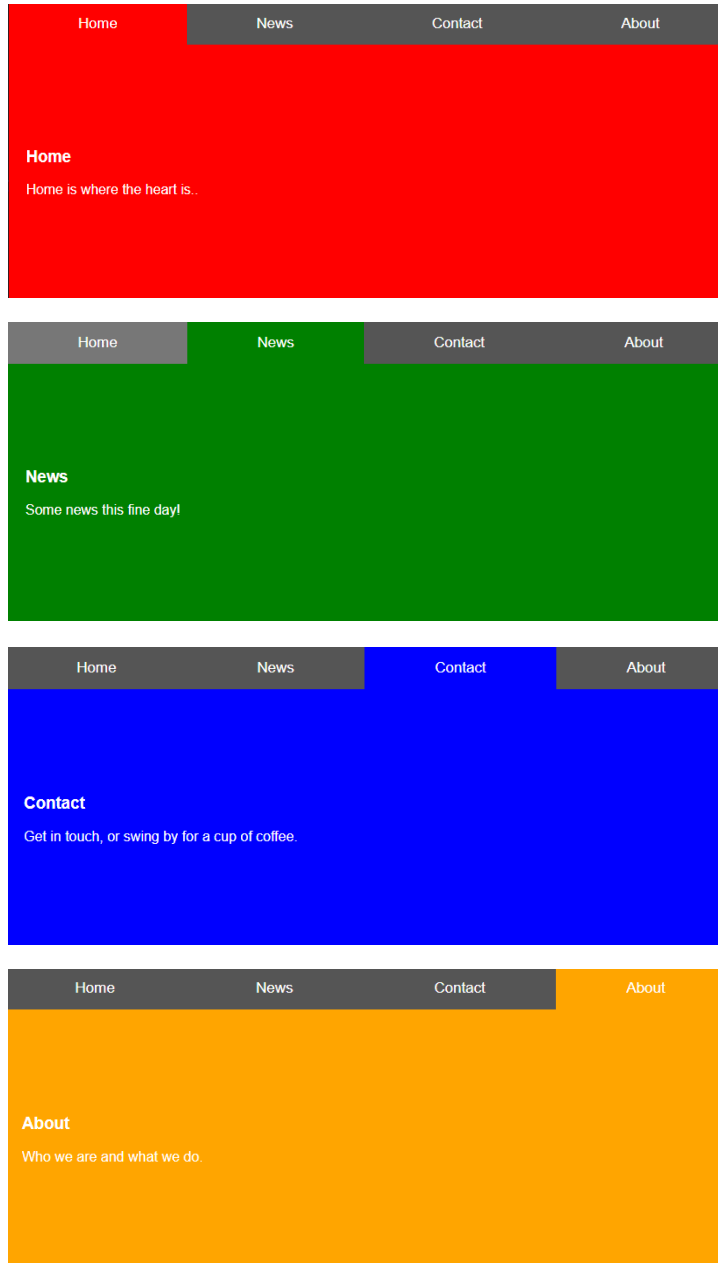 Home News Contact About
Home
Home is where the heart is..
Home News Contact About
News
Some news this fine day!
Home News Contact About
Contact
Get in touch, or swing by for a cup of coffee.
Home News Contact About
About
Who we are and what we do.